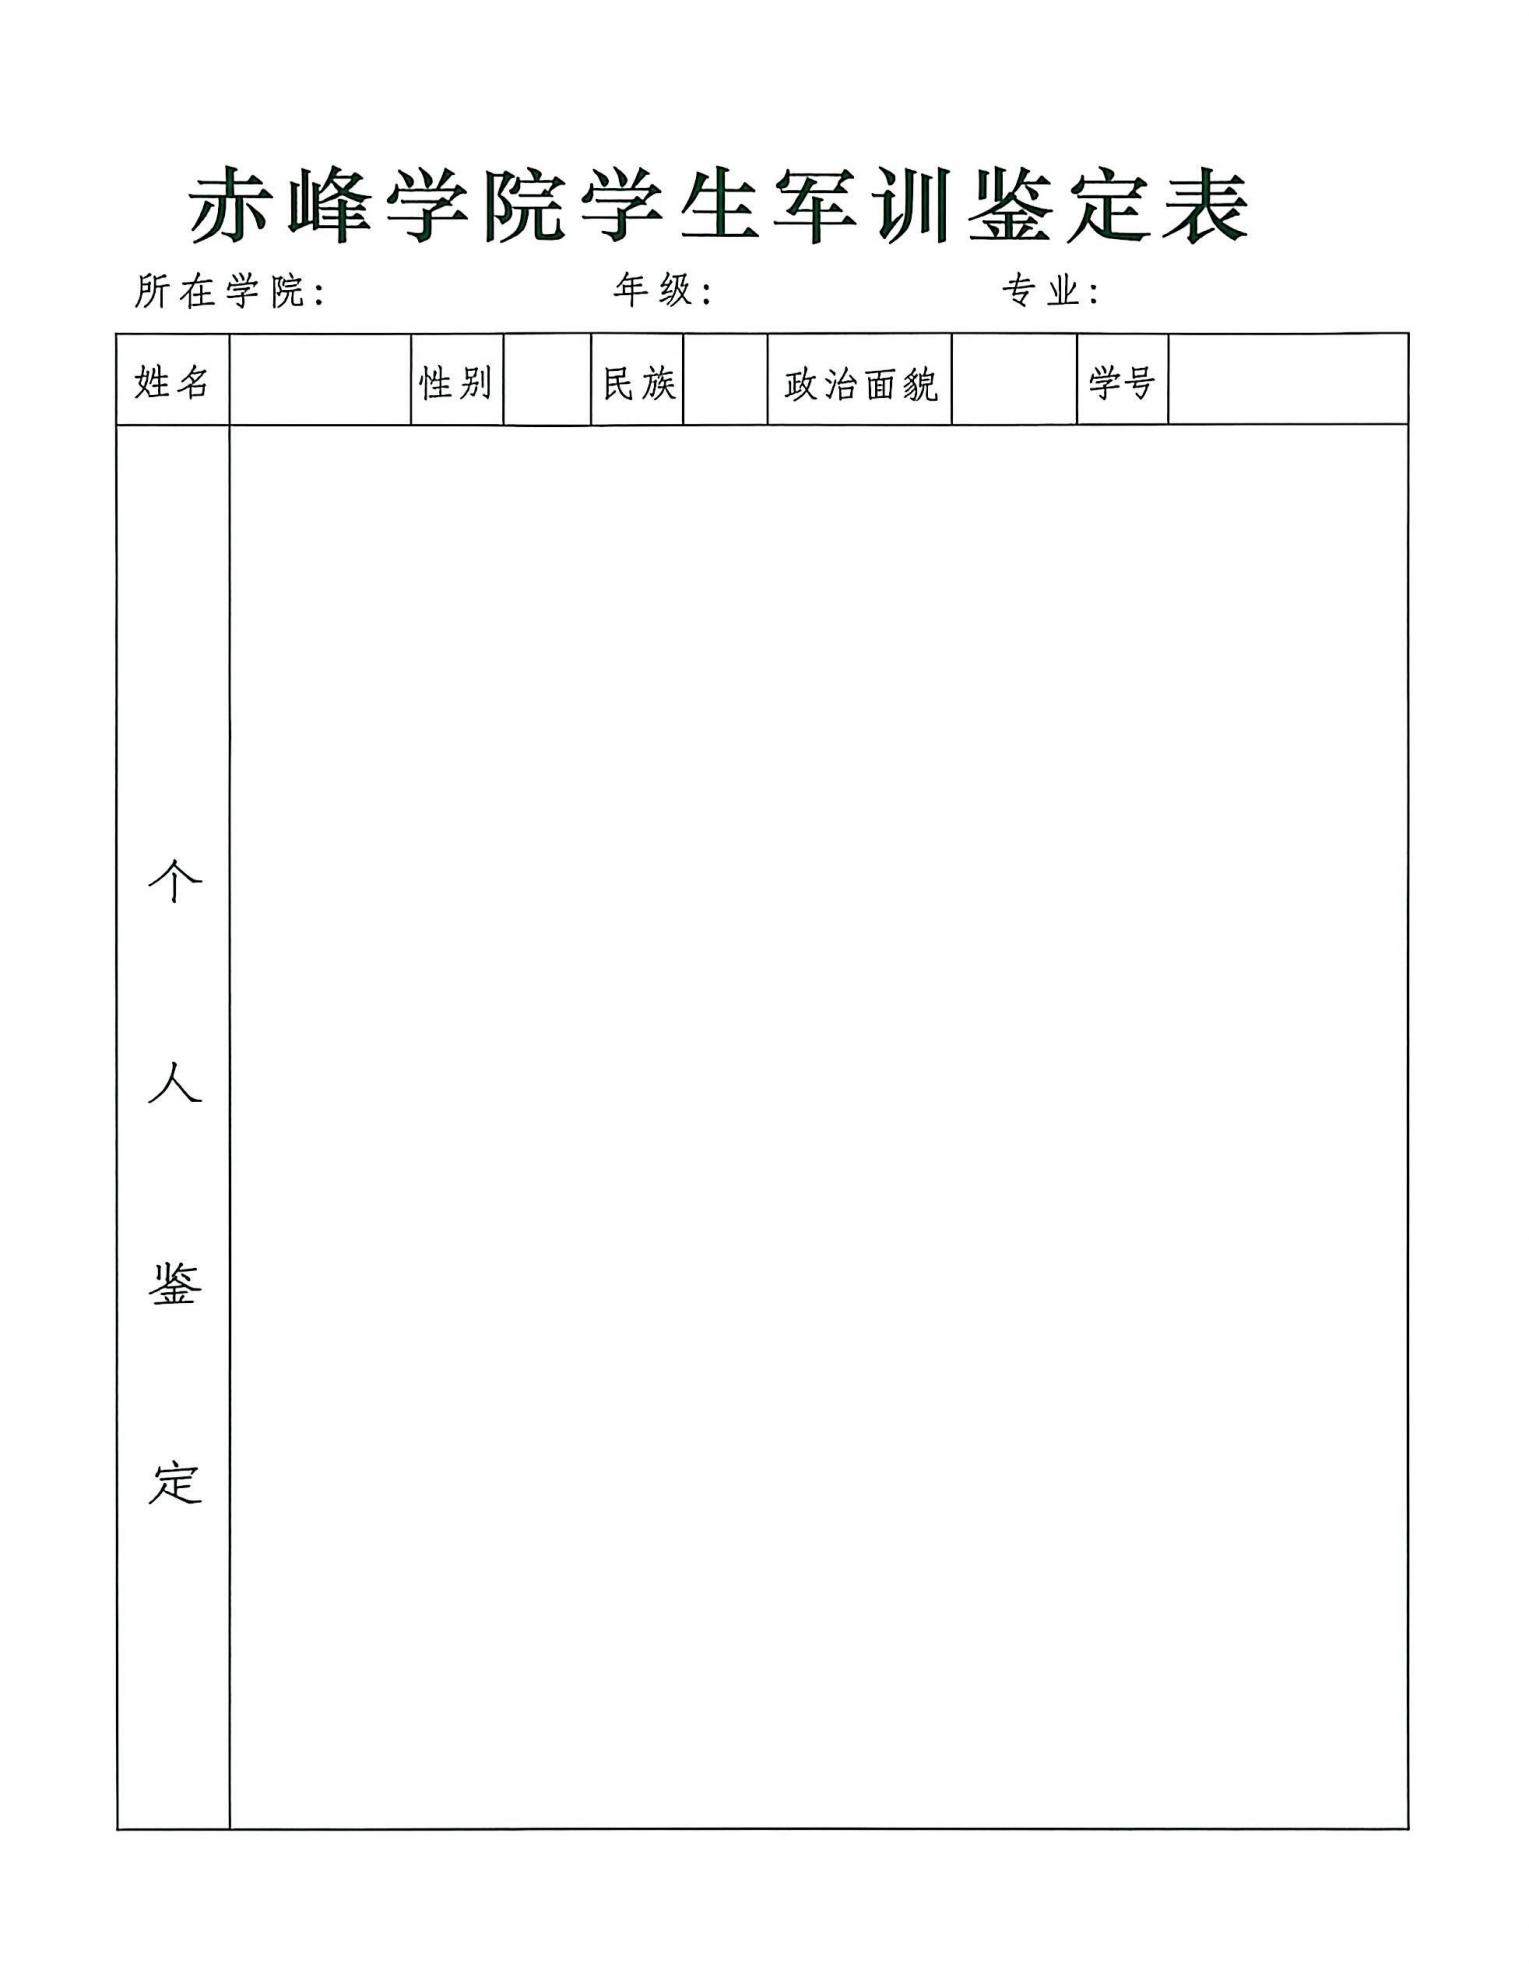 赤峰学院学生军训鉴定表
所在学院： 年级： 专业：
姓名 性别 民族 政治面貌 学号
个
人
鉴
定